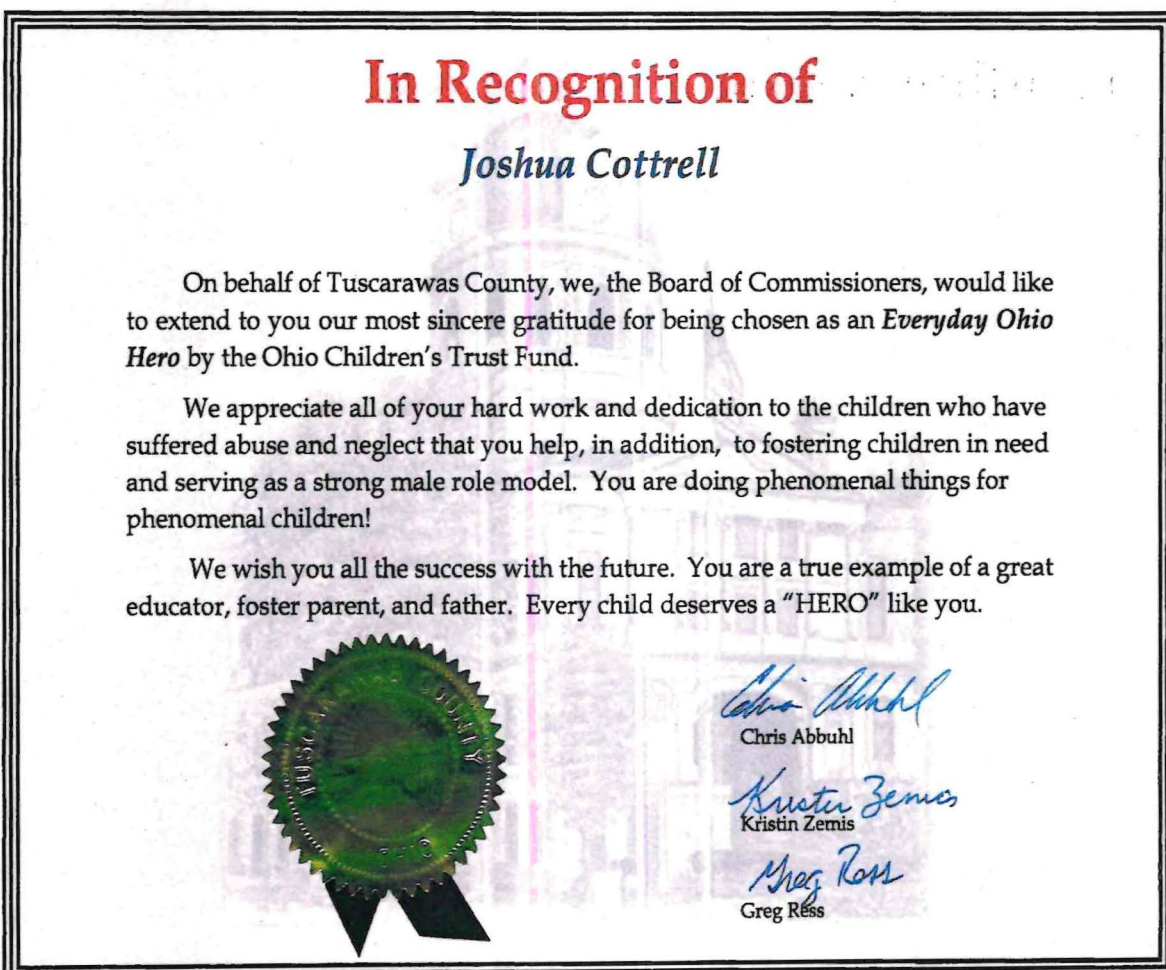 In Recognition of
Joshua Cottrell
On behalf of Tuscarawas County, we, the Board of Commissioners, would like
to extend to you our most sincere gratitude for being chosen as an Everyday Ohio
Hero by the Ohio Children's Trust Fund.
We appreciate all of your hard work and dedication to the children who have
suffered abuse and neglect that you help, in addition, to fostering children in need
and serving as a strong male role model. You are doing phenomenal things for
phenomenal children!
We wish you all the success with the future. You are a true example of a great
educator, foster parent, and father. Every child deserves a "HERO" like you.
TUSCARAWAS COUNTY
OHIO
Chris Abbuhl
Chris Abbuhl
Kristin Zemis
Kristin Zemis
Greg Ress
Greg Ress